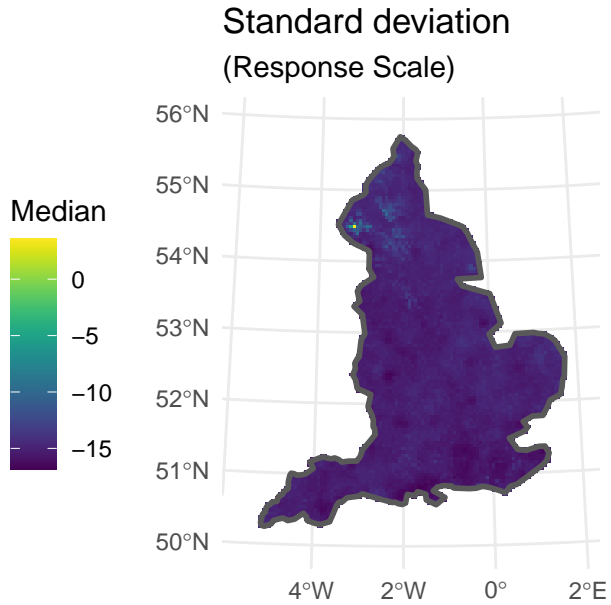 Standard deviation
(Response Scale)
Median
0
−5
−10
−15
56°N
55°N
54°N
53°N
52°N
51°N
50°N
4°W 2°W 0° 2°E